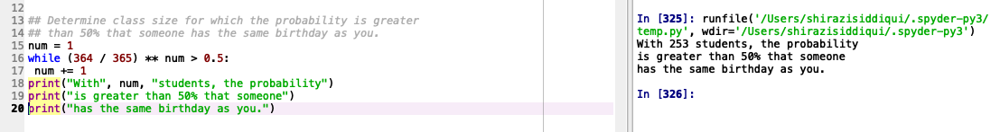 12
13 ## Determine class size for which the probability is greater
14 ## than 50% that someone has the same birthday as you.
15 num = 1
16 while (364 / 365) ** num > 0.5:
17  num += 1
18 print("With", num, "students, the probability")
19 print("is greater than 50% that someone")
20 print("has the same birthday as you.")
In [325]: runfile('/Users/shirazisiddiqui/.spyder-py3/
temp.py', wdir='/Users/shirazisiddiqui/.spyder-py3')
With 253 students, the probability
is greater than 50% that someone
has the same birthday as you.
In [326]: